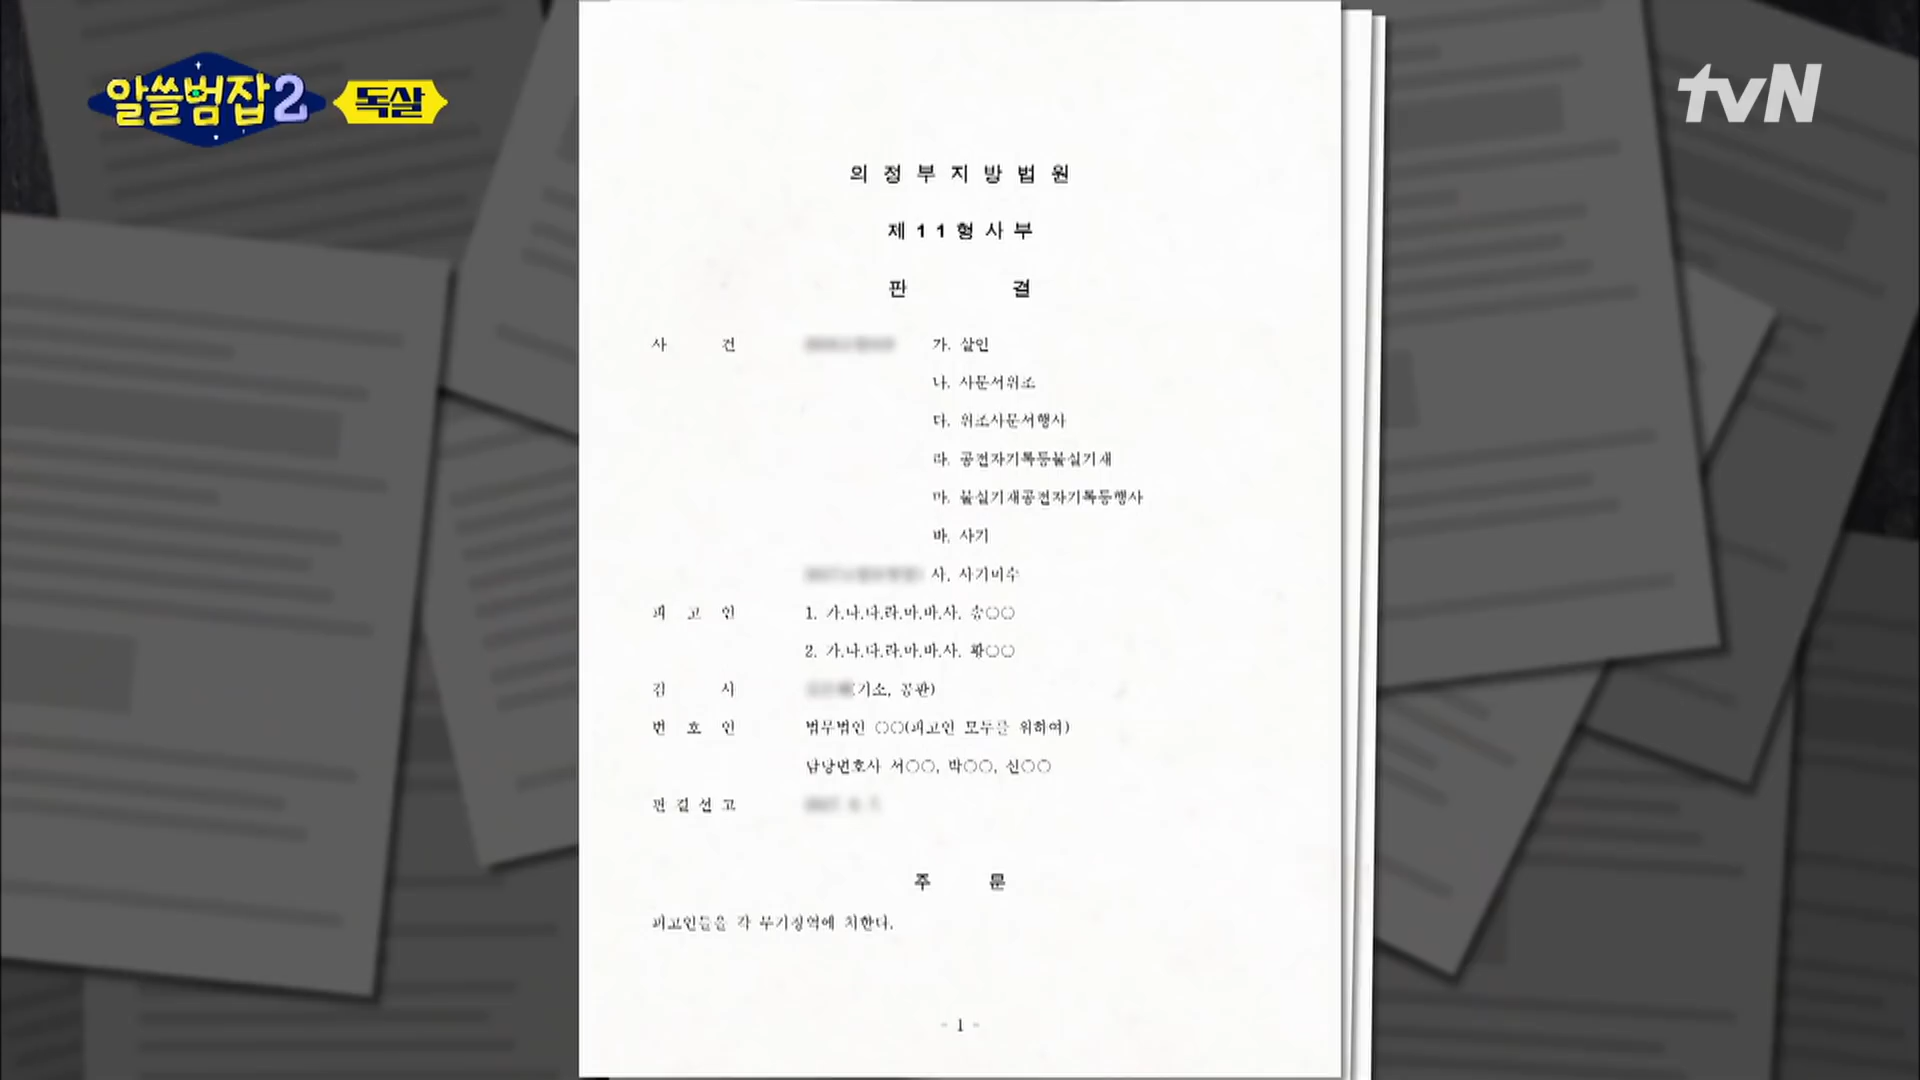 알쓸범잡2 독살
tvN
의정부지방법원
제11형사부
판 결
사 건 가. 살인
나. 사문서위조
다. 위조사문서행사
라. 공전자기록등불실기재
마. 불실기재공전자기록등행사
바. 사기
사. 사기미수
피 고 인 1. 가.나.다.라.마.바.사. 송○○
2. 가.나.다.라.마.바.사. 황○○
검 사 (기소, 공판)
변 호 인 법무법인 ○○(피고인 모두를 위하여)
담당변호사 서○○, 박○○, 신○○
판 결 선 고
주 문
피고인들을 각 무기징역에 처한다.
- 1 -